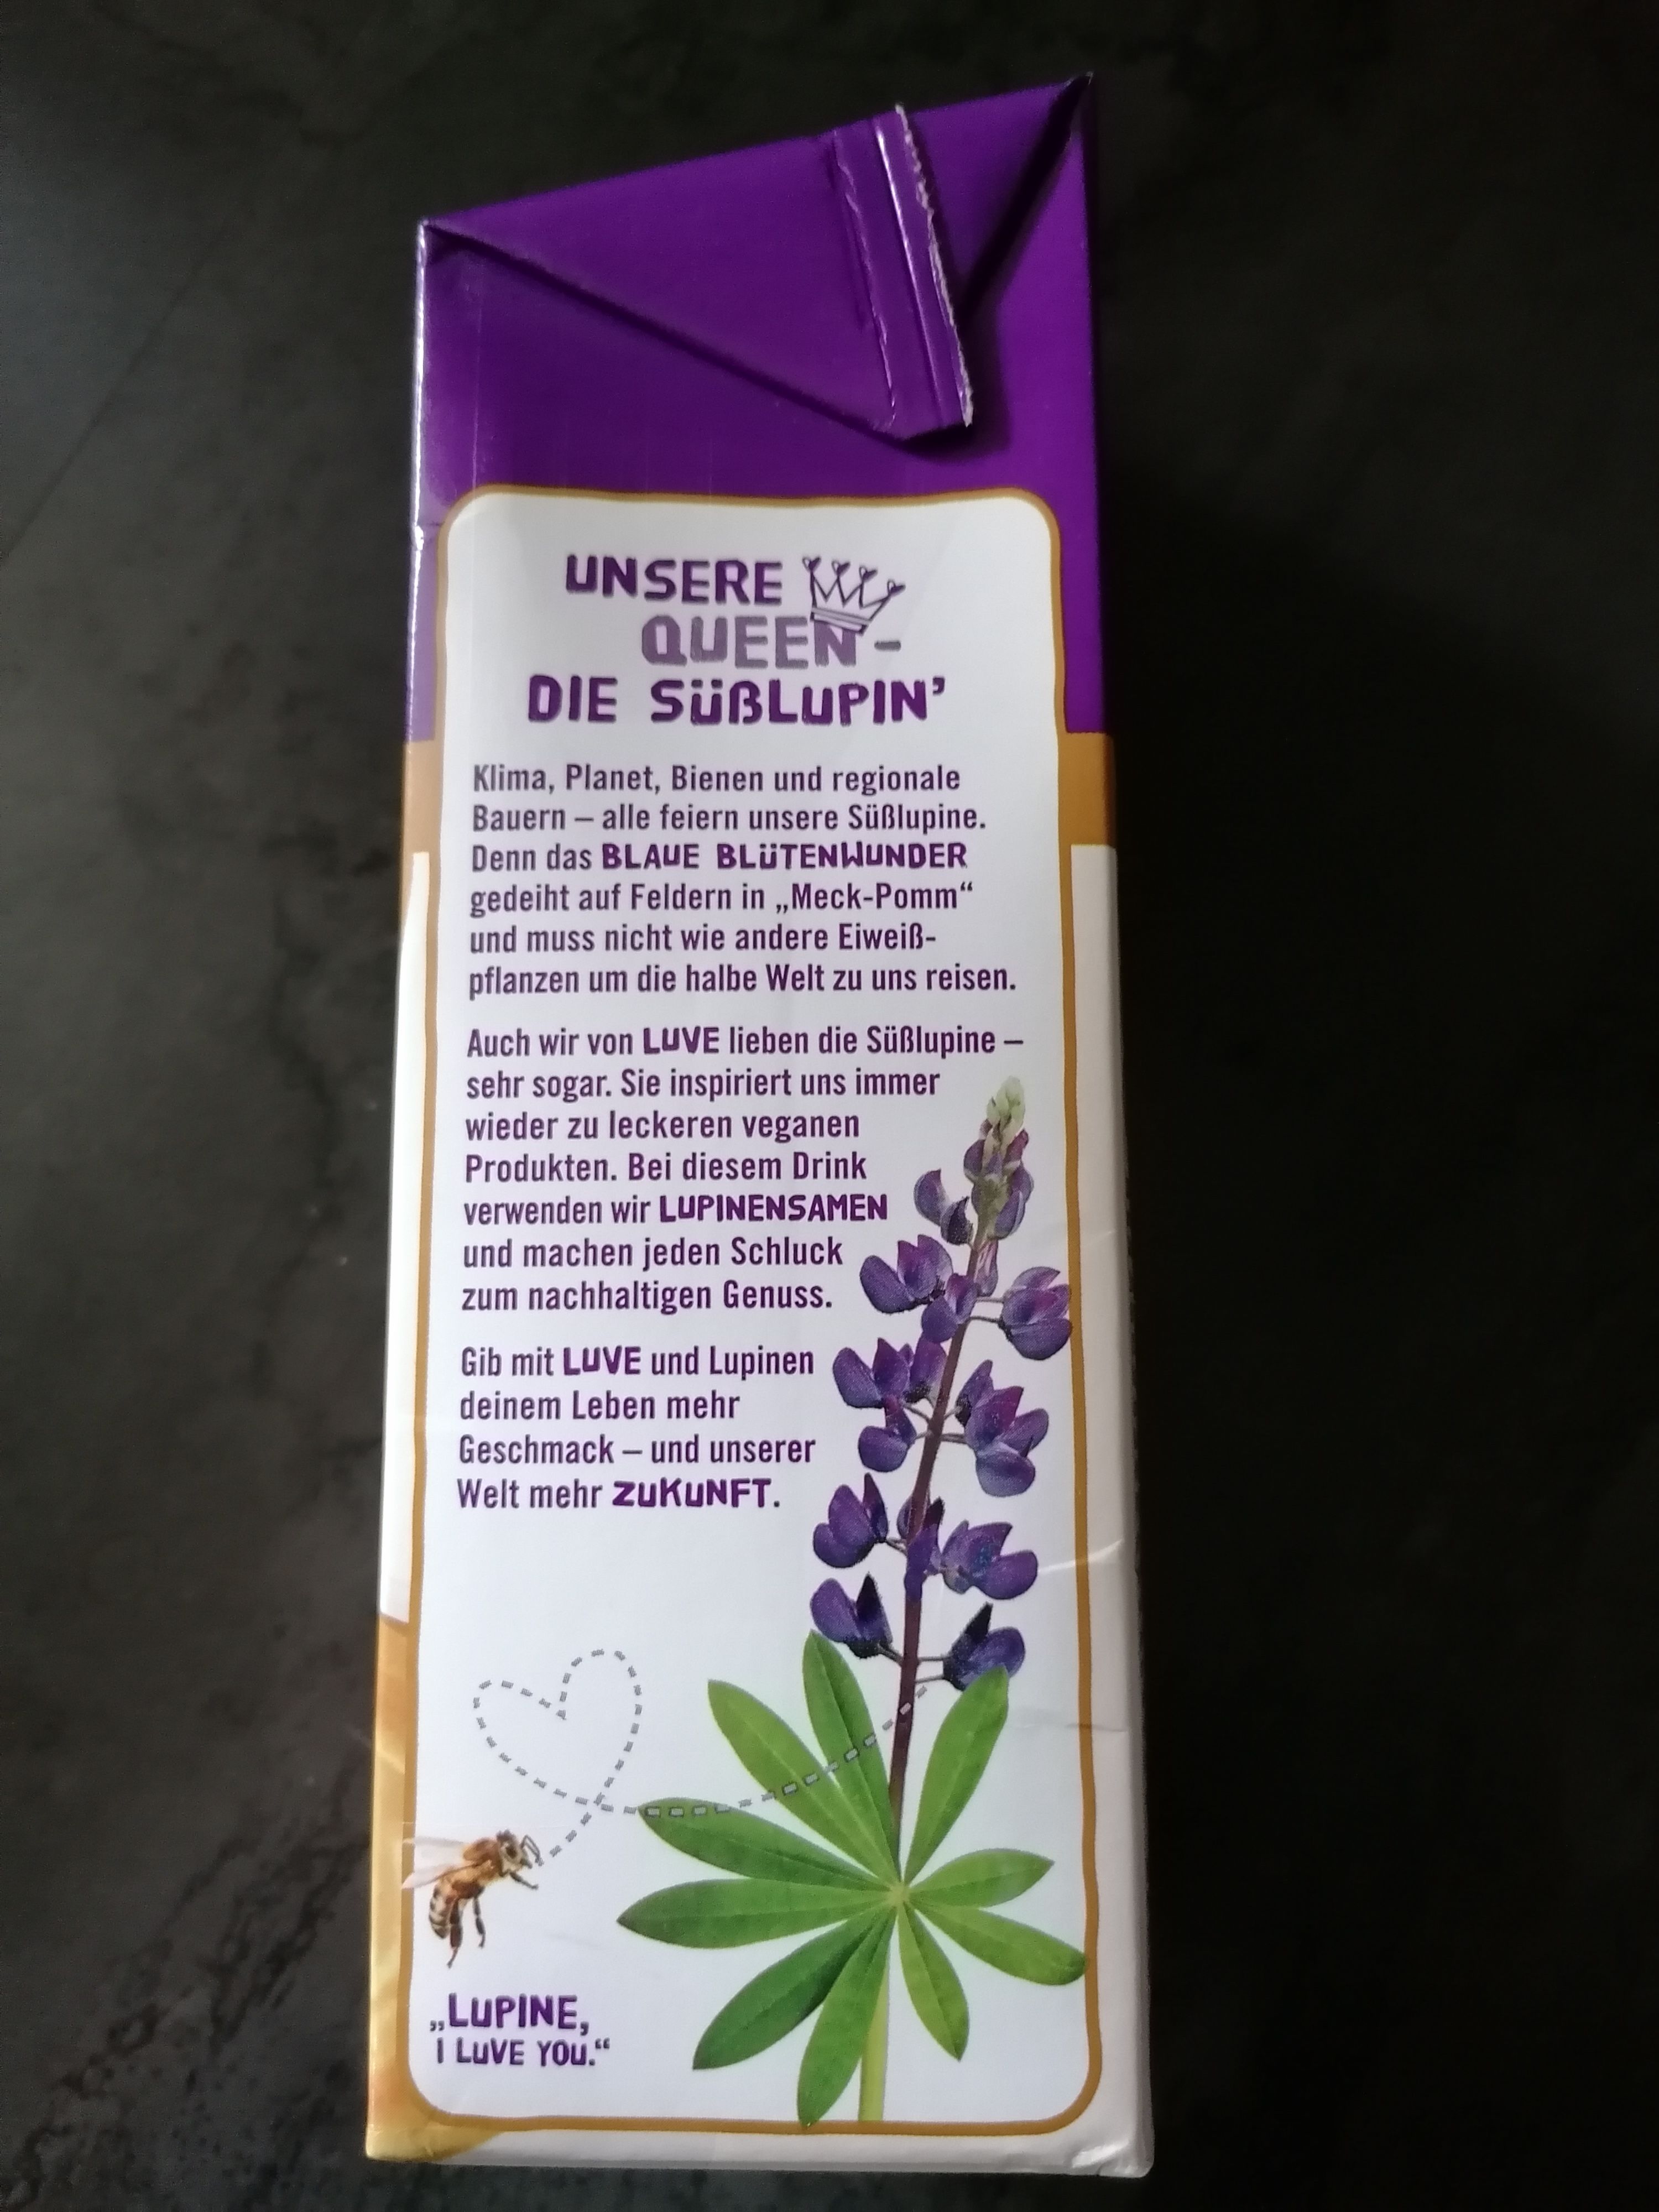 UNSERE
QUEEN –
DIE SÜßLUPIN’
Klima, Planet, Bienen und regionale
Bauern – alle feiern unsere Süßlupine.
Denn das BLAUE BLÜTENWUNDER
gedeiht auf Feldern in „Meck-Pomm“
und muss nicht wie andere Eiweiß-
pflanzen um die halbe Welt zu uns reisen.
Auch wir von LUVE lieben die Süßlupine –
sehr sogar. Sie inspiriert uns immer
wieder zu leckeren veganen
Produkten. Bei diesem Drink
verwenden wir LUPINENSAMEN
und machen jeden Schluck
zum nachhaltigen Genuss.
Gib mit LUVE und Lupinen
deinem Leben mehr
Geschmack – und unserer
Welt mehr ZUKUNFT.
„LUPINE,
I LUVE YOU.“